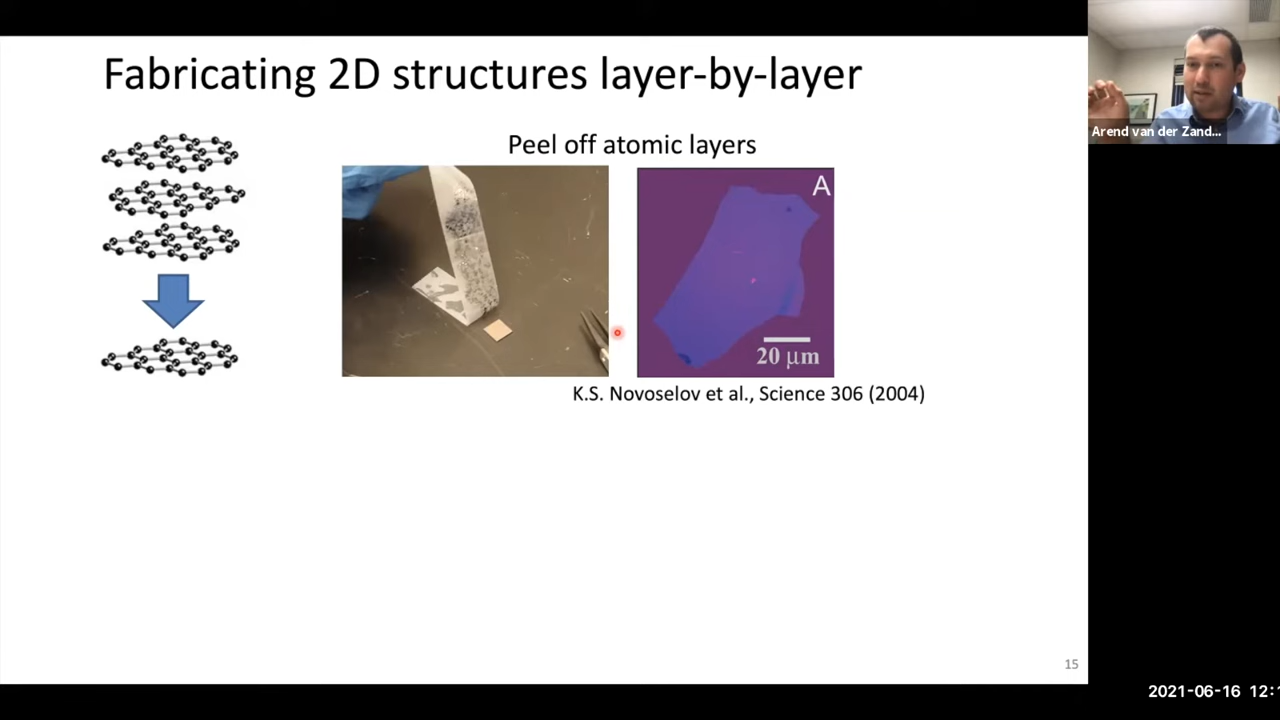 Fabricating 2D structures layer-by-layer
Peel off atomic layers
A
20 µm
K.S. Novoselov et al., Science 306 (2004)
15
Arend van der Zand...
2021-06-16 12: